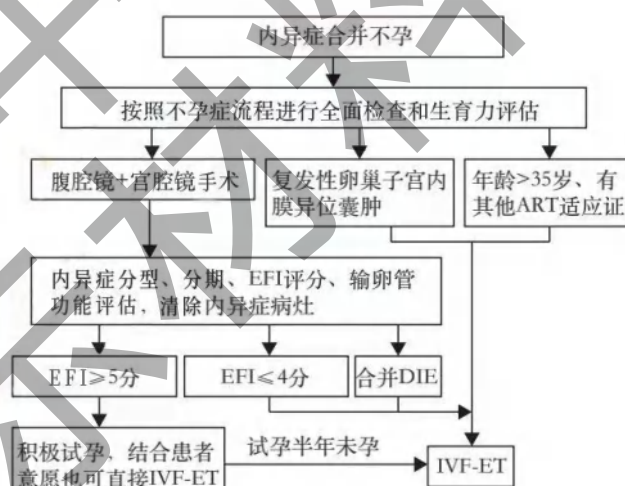 内异症合并不孕
按照不孕症流程进行全面检查和生育力评估
腹腔镜+宫腔镜手术
复发性卵巢子宫内
膜异位囊肿
年龄>35岁、有
其他ART适应证
内异症分型、分期、EFI评分、输卵管
功能评估，清除内异症病灶
EFI≥5分
EFI≤4分
合并DIE
积极试孕，结合患者
意愿也可直接IVF-ET
试孕半年未孕
IVF-ET